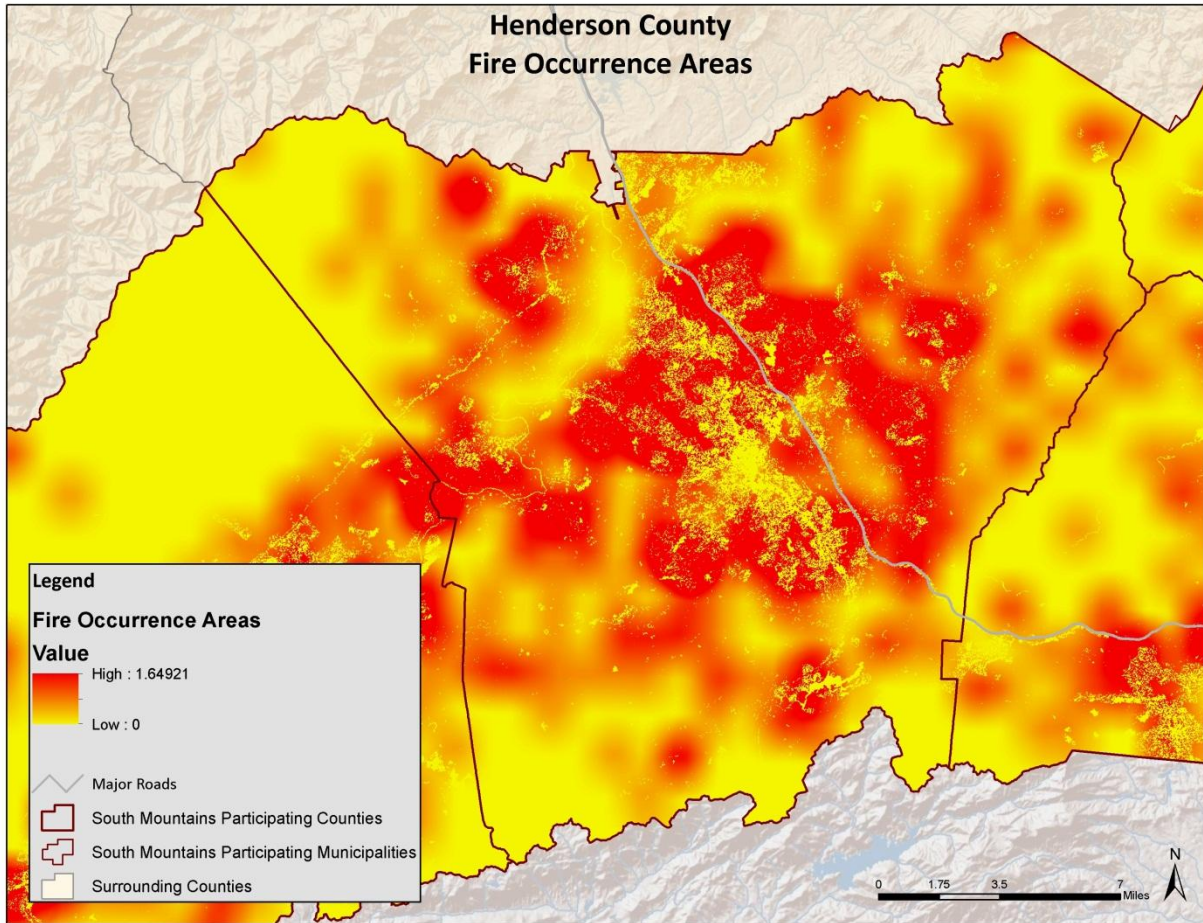 Henderson County
Fire Occurrence Areas
Legend
Fire Occurrence Areas
Value
High : 1.64921
Low : 0
Major Roads
South Mountains Participating Counties
South Mountains Participating Municipalities
Surrounding Counties
N
0 1.75 3.5 7
Miles